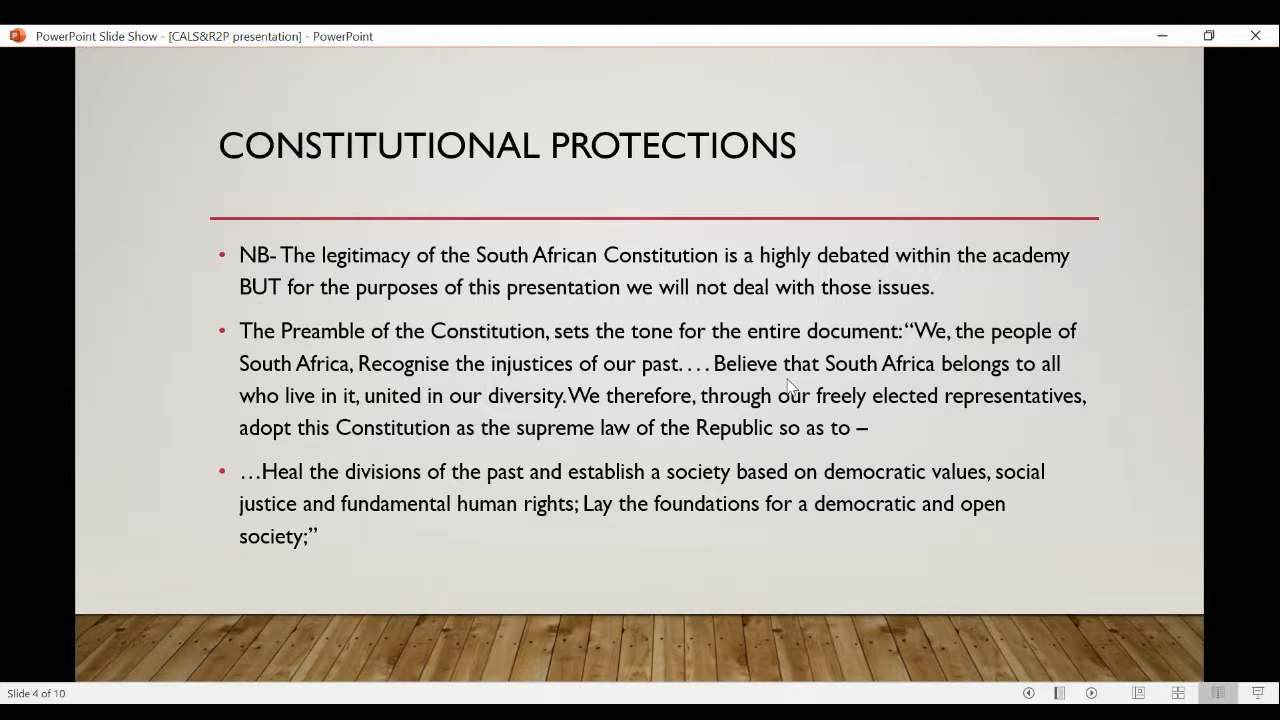 PowerPoint Slide Show - [CALS&R2P presentation] - PowerPoint
CONSTITUTIONAL PROTECTIONS
• NB- The legitimacy of the South African Constitution is a highly debated within the academy
BUT for the purposes of this presentation we will not deal with those issues.
• The Preamble of the Constitution, sets the tone for the entire document: “We, the people of
South Africa, Recognise the injustices of our past. . . . Believe that South Africa belongs to all
who live in it, united in our diversity. We therefore, through our freely elected representatives,
adopt this Constitution as the supreme law of the Republic so as to –
• …Heal the divisions of the past and establish a society based on democratic values, social
justice and fundamental human rights; Lay the foundations for a democratic and open
society;”
Slide 4 of 10